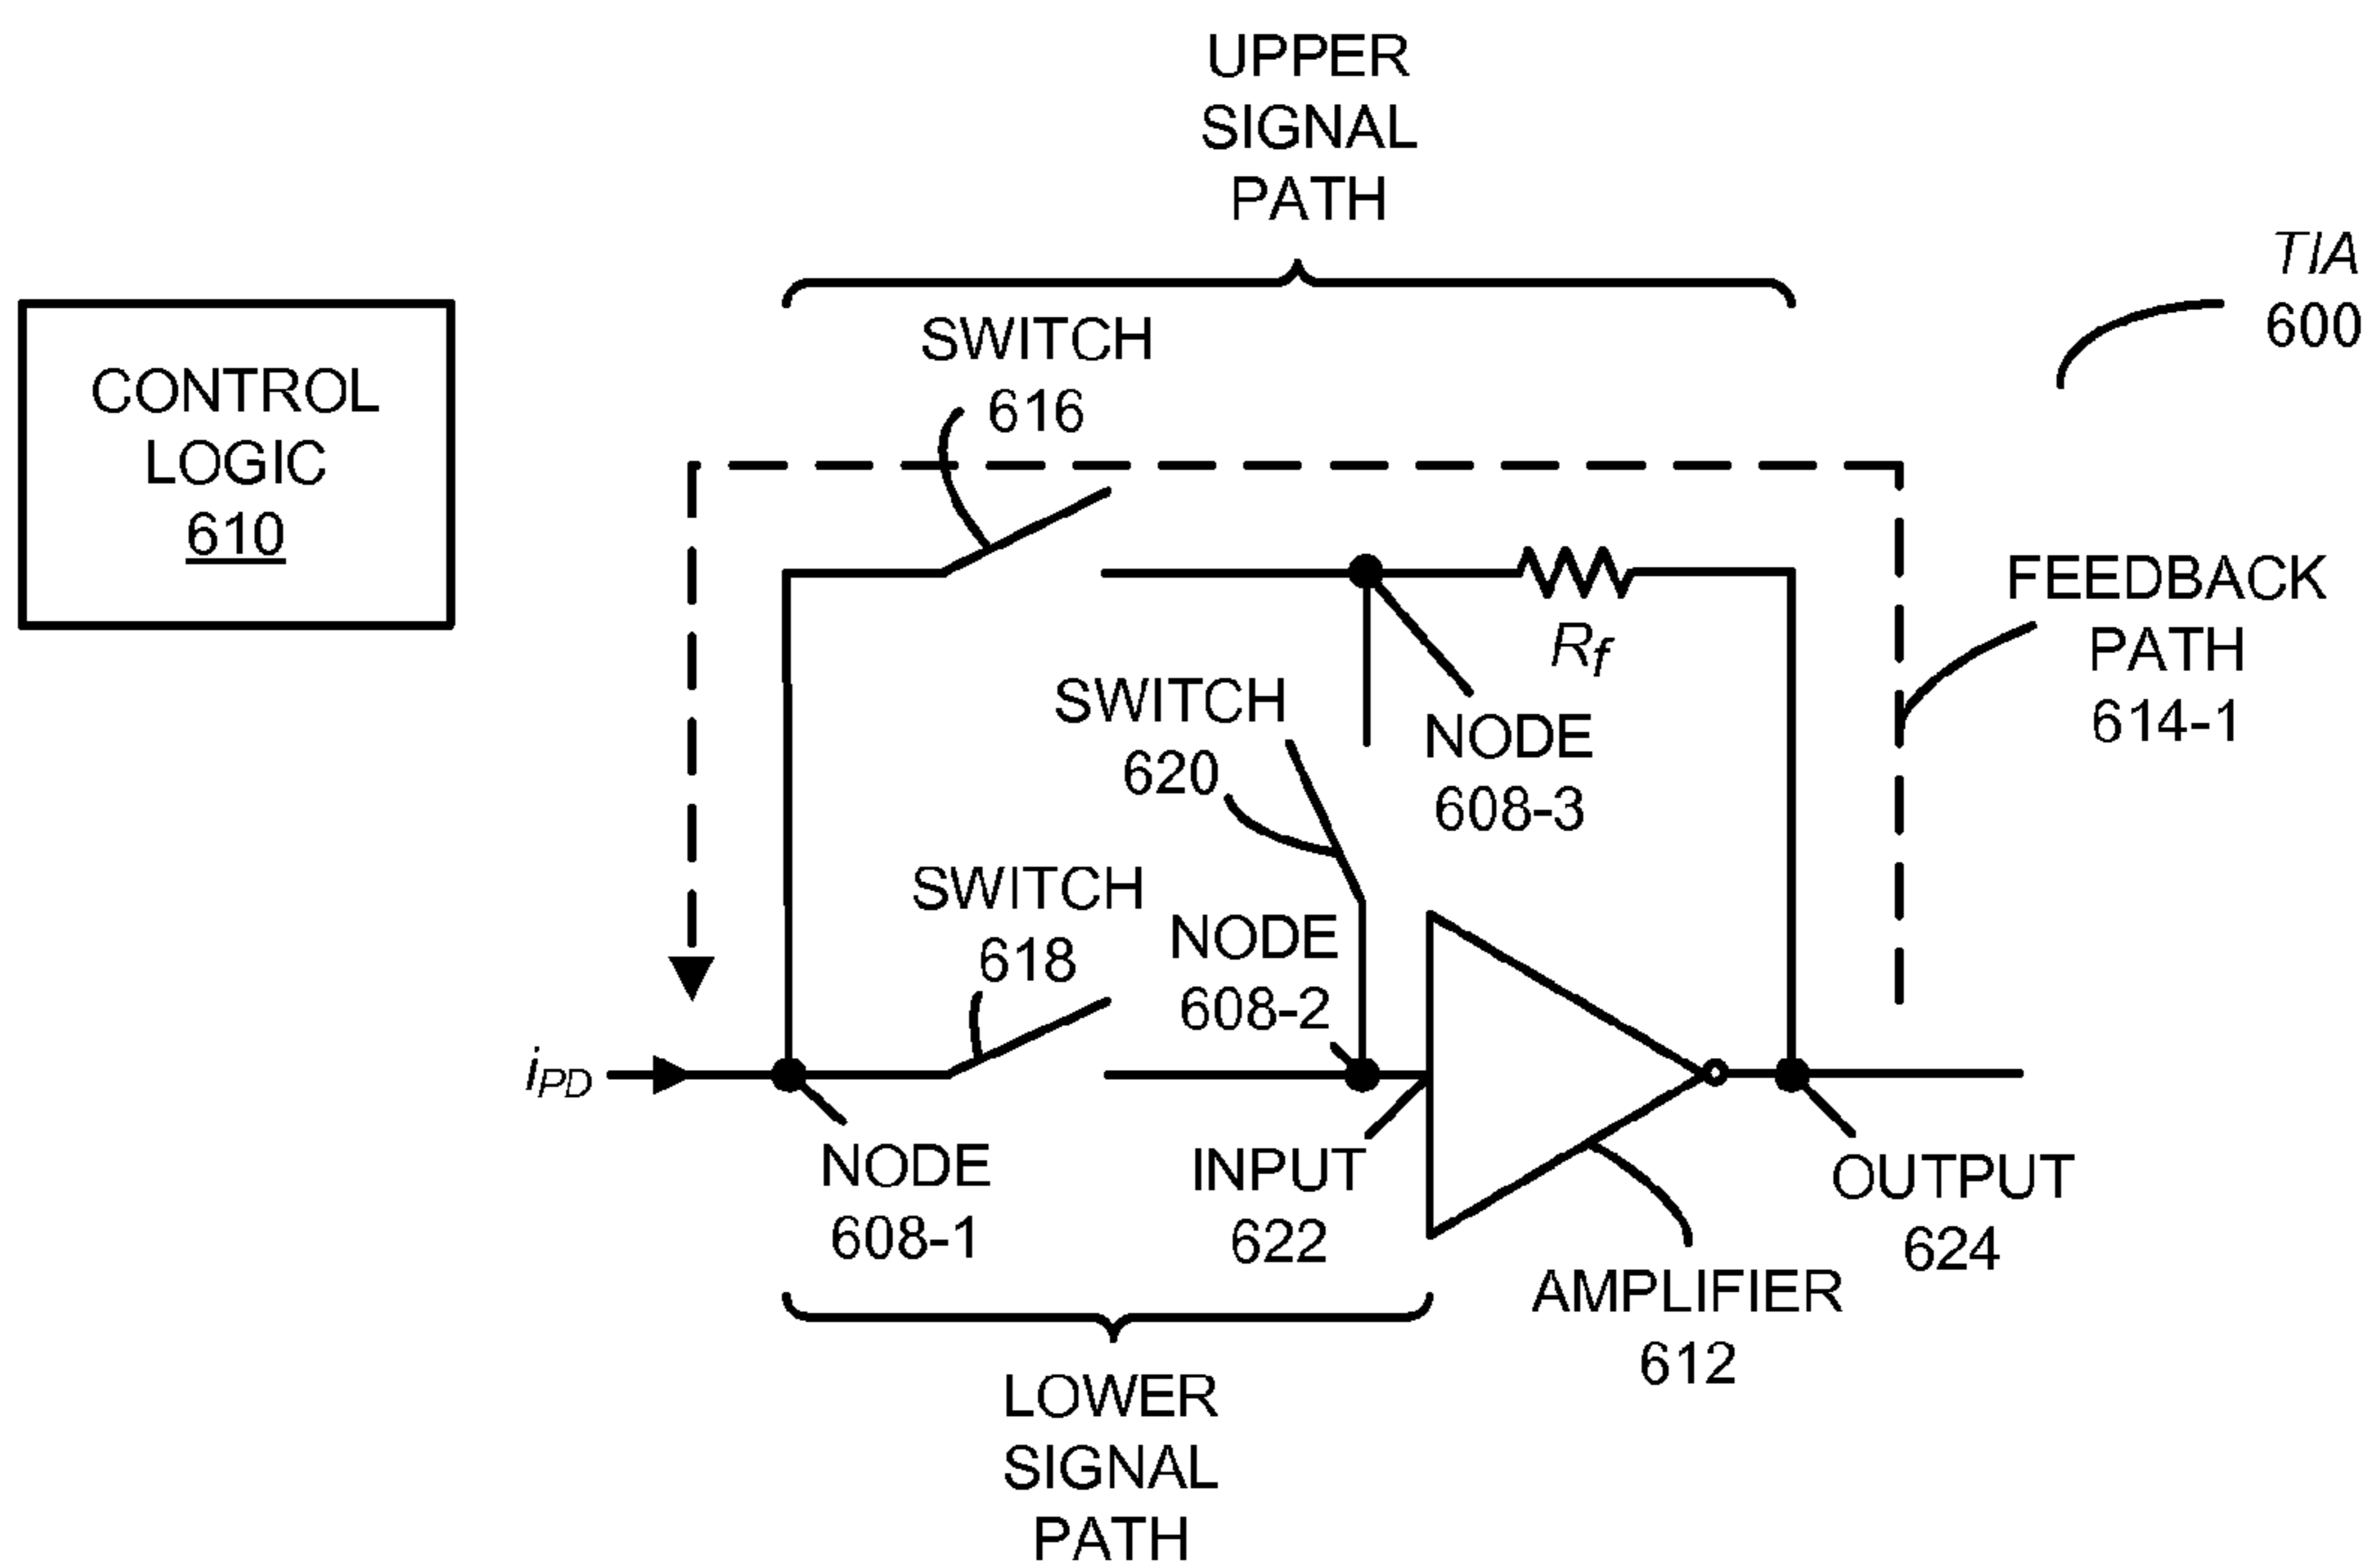 UPPER
SIGNAL
PATH
TIA
600
CONTROL
LOGIC
610
SWITCH
616
FEEDBACK
PATH
614-1
Rf
SWITCH
620
NODE
608-3
SWITCH
618
NODE
608-2
iPD
NODE
608-1
INPUT
622
OUTPUT
624
AMPLIFIER
612
LOWER
SIGNAL
PATH